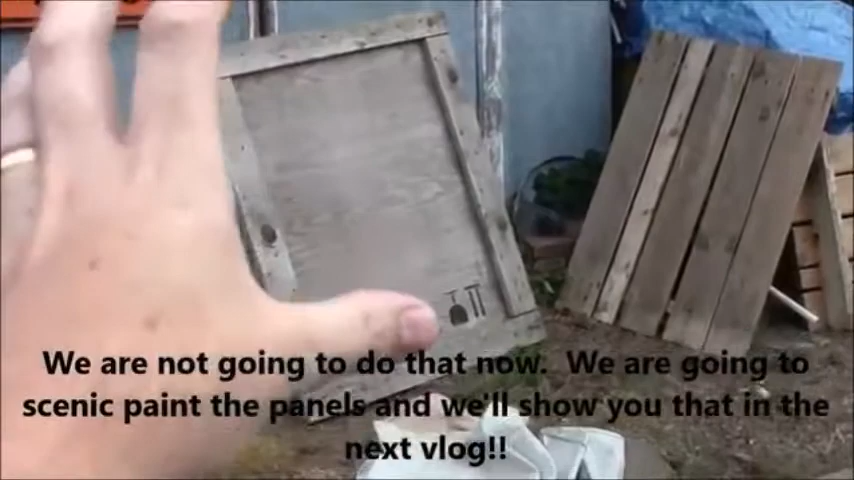 We are not going to do that now.  We are going to
scenic paint the panels and we'll show you that in the
next vlog!!